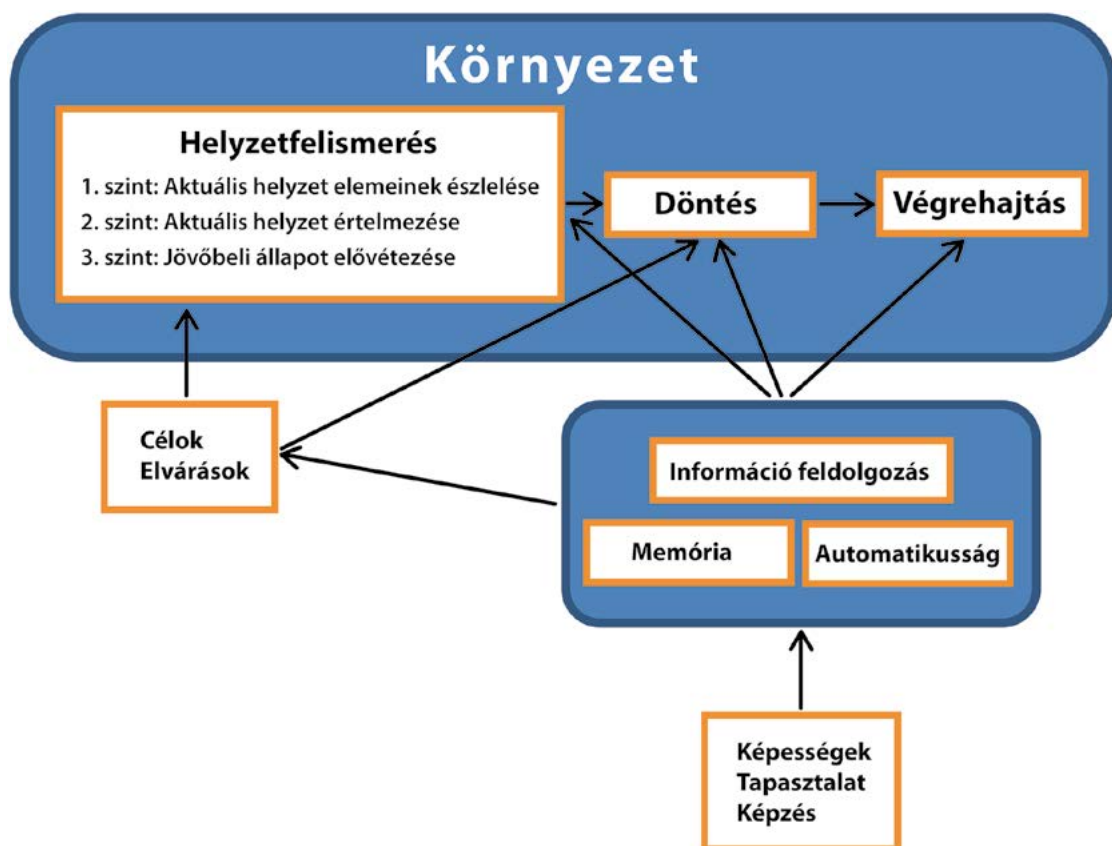 Környezet
Helyzetfelismerés
1. szint: Aktuális helyzet elemeinek észlelése
2. szint: Aktuális helyzet értelmezése
3. szint: Jövőbeli állapot elővétezése
Döntés
Végrehajtás
Célok
Elvárások
Információ feldolgozás
Memória
Automatikusság
Képességek
Tapasztalat
Képzés